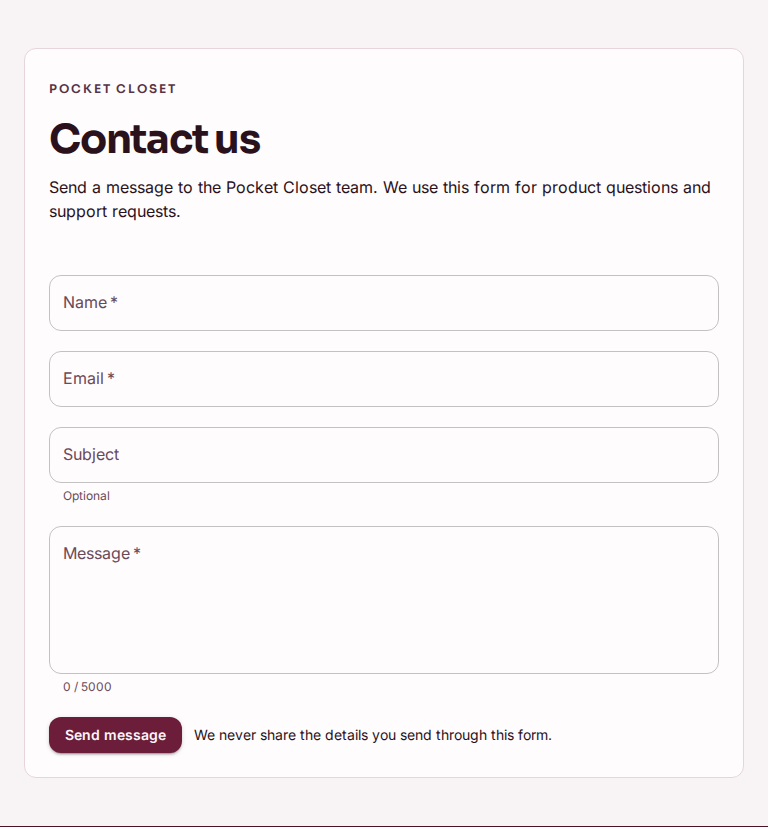 POCKET CLOSET
Contact us
Send a message to the Pocket Closet team. We use this form for product questions and
support requests.
Name *
Email *
Subject
Optional
Message *
0 / 5000
Send message
We never share the details you send through this form.